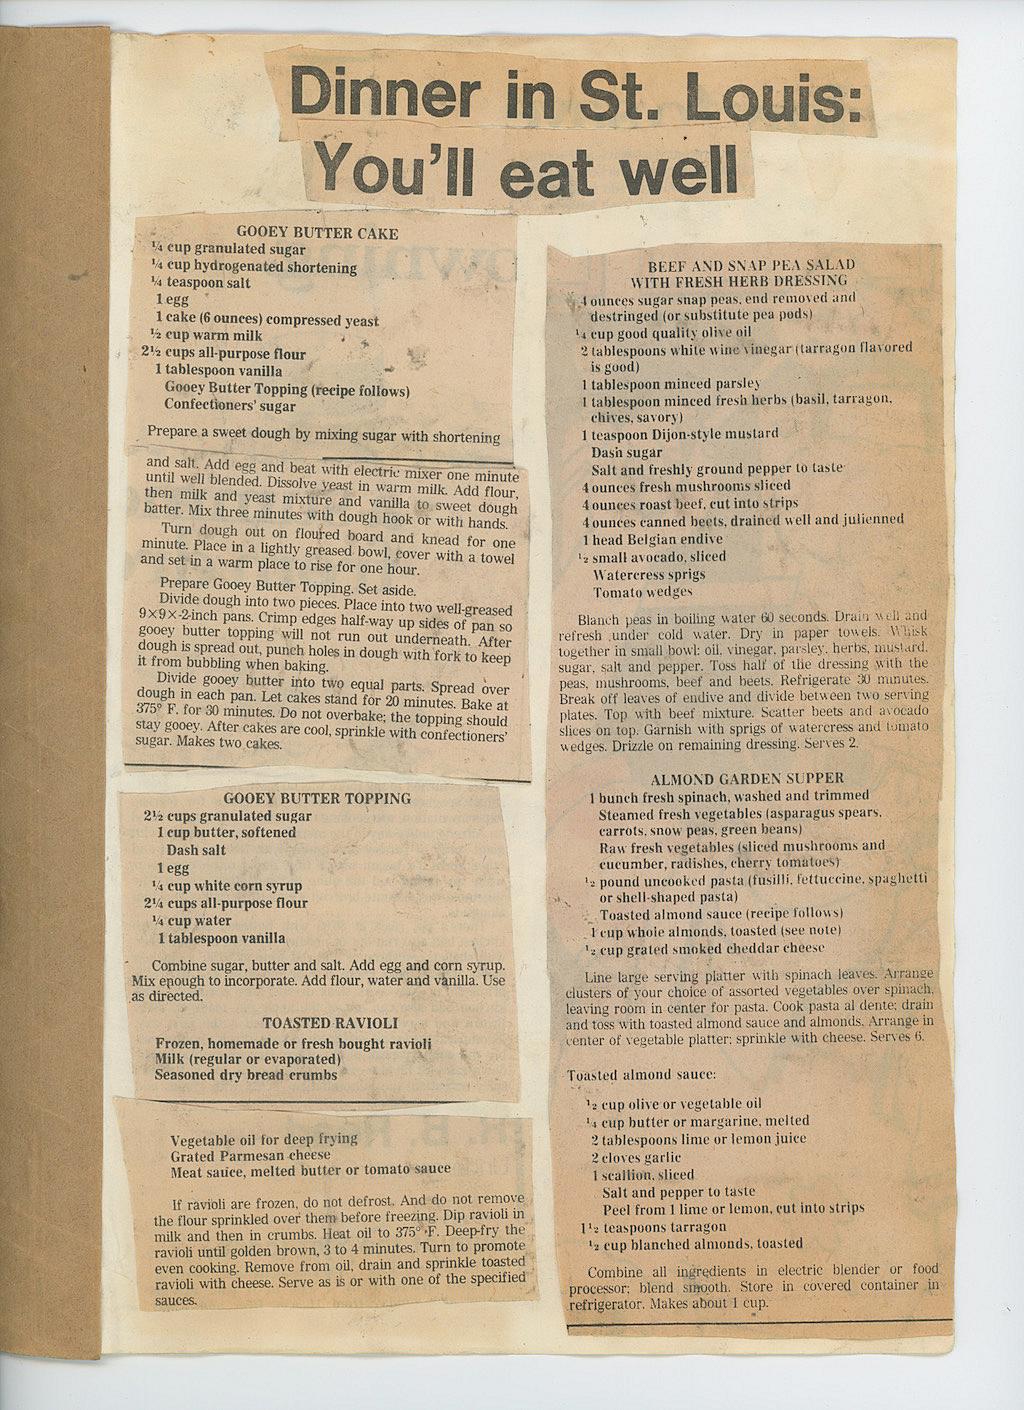 Dinner in St. Louis:
You'll eat well
GOOEY BUTTER CAKE
¼ cup granulated sugar
¼ cup hydrogenated shortening
¼ teaspoon salt
1 egg
1 cake (6 ounces) compressed yeast
½ cup warm milk
2½ cups all-purpose flour
1 tablespoon vanilla
Gooey Butter Topping (recipe follows)
Confectioners' sugar
Prepare a sweet dough by mixing sugar with shortening
and salt. Add egg and beat with electric mixer one minute
until well blended. Dissolve yeast in warm milk. Add flour,
then milk and yeast mixture and vanilla to sweet dough
batter. Mix three minutes with dough hook or with hands.
Turn dough out on floured board and knead for one
minute. Place in a lightly greased bowl, cover with a towel
and set in a warm place to rise for one hour.
Prepare Gooey Butter Topping. Set aside.
Divide dough into two pieces. Place into two well-greased
9×9×-2-inch pans. Crimp edges half-way up sides of pan so
gooey butter topping will not run out underneath. After
dough is spread out, punch holes in dough with fork to keep
it from bubbling when baking.
Divide gooey butter into two equal parts. Spread over
dough in each pan. Let cakes stand for 20 minutes. Bake at
375° F. for 30 minutes. Do not overbake; the topping should
stay gooey. After cakes are cool, sprinkle with confectioners'
sugar. Makes two cakes.
GOOEY BUTTER TOPPING
2½ cups granulated sugar
1 cup butter, softened
Dash salt
1 egg
¼ cup white corn syrup
2¼ cups all-purpose flour
¼ cup water
1 tablespoon vanilla
Combine sugar, butter and salt. Add egg and corn syrup.
Mix enough to incorporate. Add flour, water and vanilla. Use
as directed.
TOASTED RAVIOLI
Frozen, homemade or fresh bought ravioli
Milk (regular or evaporated)
Seasoned dry bread crumbs
Vegetable oil for deep frying
Grated Parmesan cheese
Meat sauce, melted butter or tomato sauce
If ravioli are frozen, do not defrost. And do not remove
the flour sprinkled over them before freezing. Dip ravioli in
milk and then in crumbs. Heat oil to 375° F. Deep-fry the
ravioli until golden brown, 3 to 4 minutes. Turn to promote
even cooking. Remove from oil, drain and sprinkle toasted
ravioli with cheese. Serve as is or with one of the specified
sauces.
BEEF AND SNAP PEA SALAD
WITH FRESH HERB DRESSING
4 ounces sugar snap peas, end removed and
destringed (or substitute pea pods)
¼ cup good quality olive oil
2 tablespoons white wine vinegar (tarragon flavored
is good)
1 tablespoon minced parsley
1 tablespoon minced fresh herbs (basil, tarragon,
chives, savory)
1 teaspoon Dijon-style mustard
Dash sugar
Salt and freshly ground pepper to taste
4 ounces fresh mushrooms sliced
4 ounces roast beef, cut into strips
4 ounces canned beets, drained well and julienned
1 head Belgian endive
½ small avocado, sliced
Watercress sprigs
Tomato wedges
Blanch peas in boiling water 60 seconds. Drain well and
refresh under cold water. Dry in paper towels. Whisk
together in small bowl: oil, vinegar, parsley, herbs, mustard,
sugar, salt and pepper. Toss half of the dressing with the
peas, mushrooms, beef and beets. Refrigerate 30 minutes.
Break off leaves of endive and divide between two serving
plates. Top with beef mixture. Scatter beets and avocado
slices on top. Garnish with sprigs of watercress and tomato
wedges. Drizzle on remaining dressing. Serves 2.
ALMOND GARDEN SUPPER
1 bunch fresh spinach, washed and trimmed
Steamed fresh vegetables (asparagus spears,
carrots, snow peas, green beans)
Raw fresh vegetables (sliced mushrooms and
cucumber, radishes, cherry tomatoes)
½ pound uncooked pasta (fusilli, fettuccine, spaghetti
or shell-shaped pasta)
Toasted almond sauce (recipe follows)
1 cup whole almonds, toasted (see note)
½ cup grated smoked cheddar cheese
Line large serving platter with spinach leaves. Arrange
clusters of your choice of assorted vegetables over spinach,
leaving room in center for pasta. Cook pasta al dente; drain
and toss with toasted almond sauce and almonds. Arrange in
center of vegetable platter; sprinkle with cheese. Serves 6.
Toasted almond sauce:
½ cup olive or vegetable oil
¼ cup butter or margarine, melted
2 tablespoons lime or lemon juice
2 cloves garlic
1 scallion, sliced
Salt and pepper to taste
Peel from 1 lime or lemon, cut into strips
1½ teaspoons tarragon
½ cup blanched almonds, toasted
Combine all ingredients in electric blender or food
processor; blend smooth. Store in covered container in
refrigerator. Makes about 1 cup.